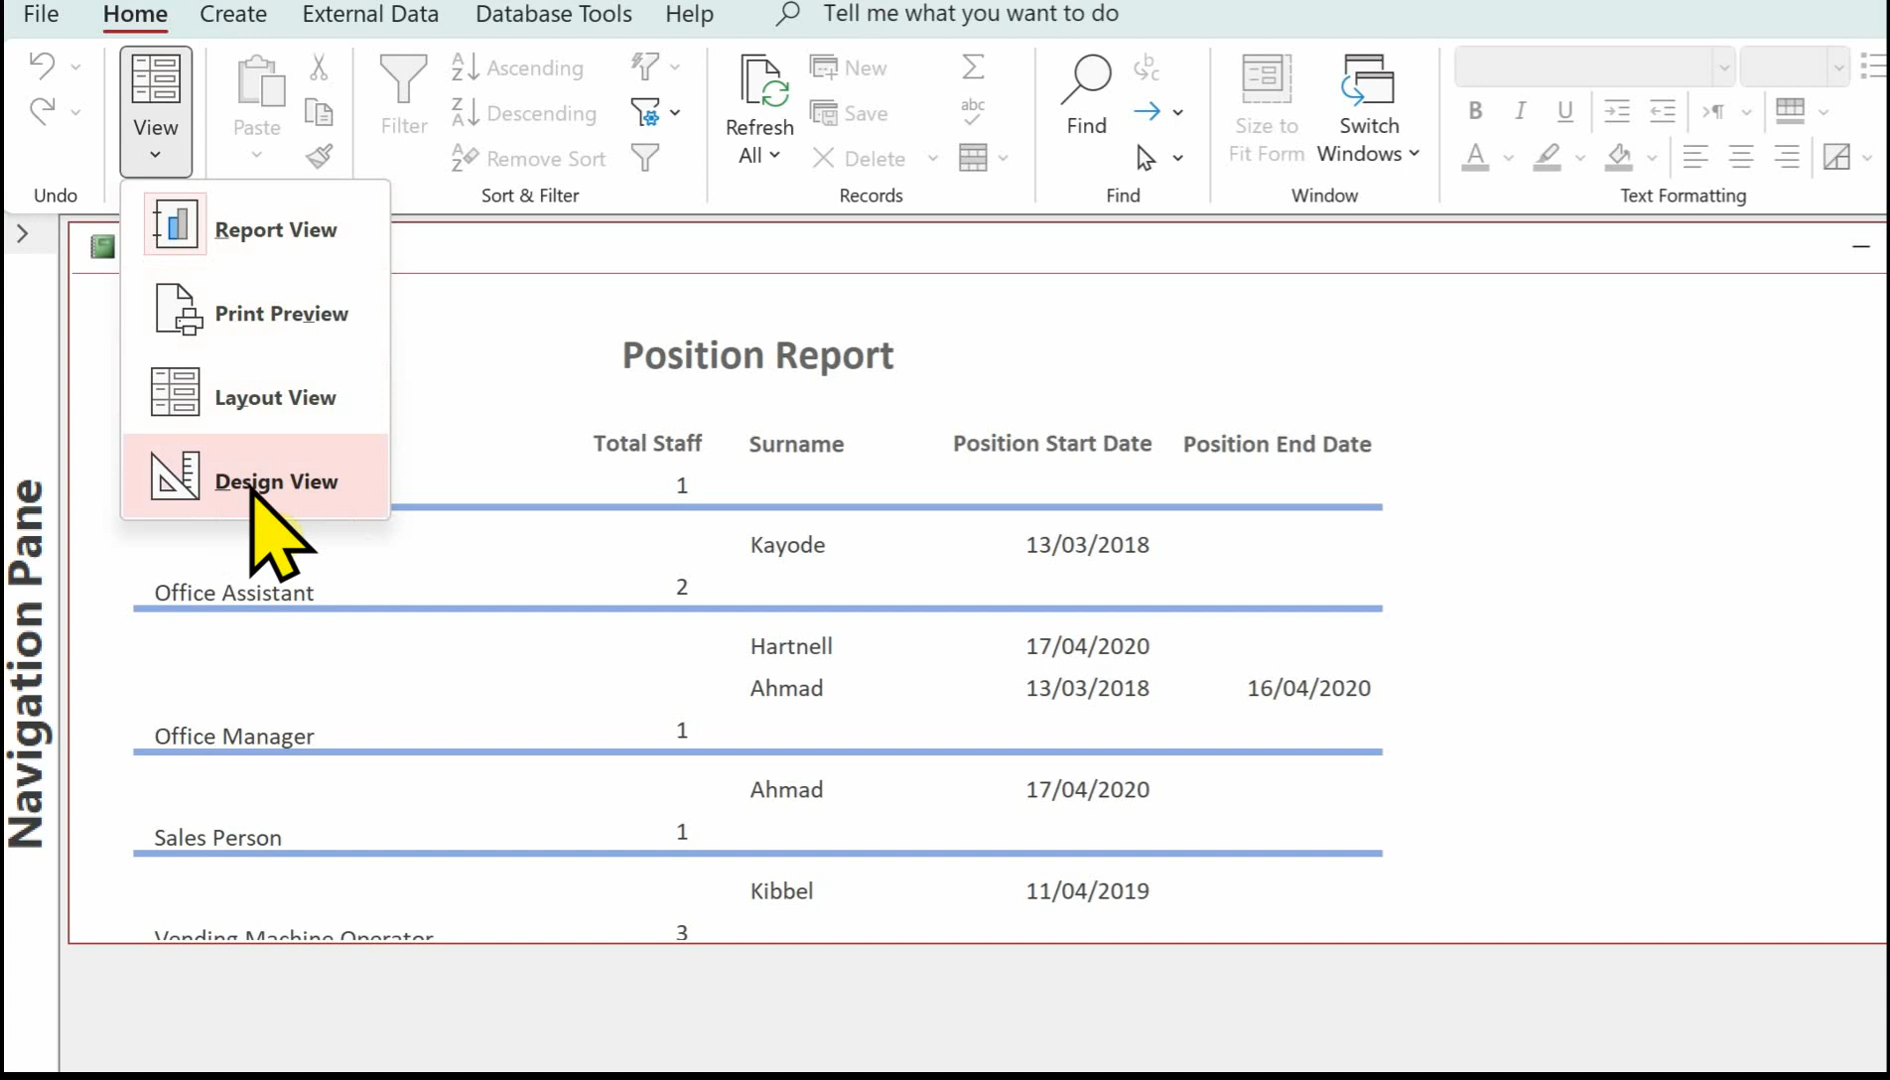 File Home Create External Data Database Tools Help Tell me what you want to do
View
Paste
Filter
Ascending
Descending
Remove Sort
Refresh
All
New
Save
Delete
abc
Find
Size to
Fit Form
Switch
Windows
B I U
Undo
Sort & Filter
Records
Find
Window
Text Formatting
Report View
Print Preview
Layout View
Design View
Navigation Pane
Position Report
Total Staff Surname Position Start Date Position End Date
1
Kayode 13/03/2018
Office Assistant 2
Hartnell 17/04/2020
Ahmad 13/03/2018 16/04/2020
Office Manager 1
Ahmad 17/04/2020
Sales Person 1
Kibbel 11/04/2019
Vending Machine Operator 3